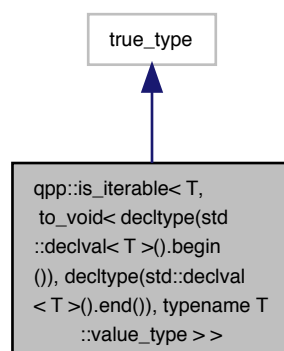 true_type
qpp::is_iterable< T,
to_void< decltype(std
::declval< T >().begin
()), decltype(std::declval
< T >().end()), typename T
::value_type > >